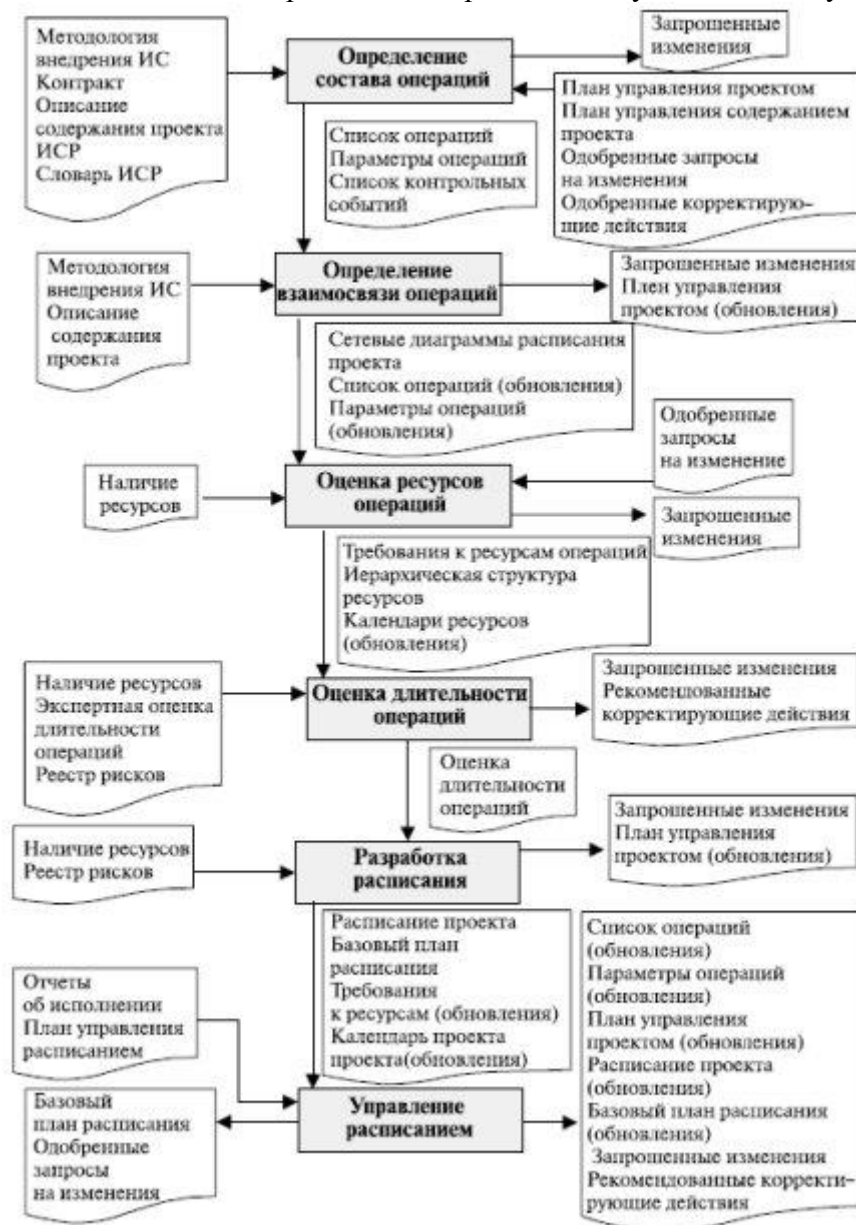 Методология
внедрения ИС
Контракт
Описание
содержания проекта
ИСР
Словарь ИСР
Определение
состава операций
Запрошенные
изменения
План управления проектом
План управления содержанием
проекта
Одобренные запросы
на изменения
Одобренные корректирую–
щие действия
Список операций
Параметры операций
Список контрольных
событий
Методология
внедрения ИС
Описание
содержания
проекта
Определение
взаимосвязи операций
Запрошенные изменения
Плен управления
проектом (обновления)
Сетевые диаграммы расписания
проекта
Список операций (обновления)
Параметры операций
(обновления)
Одобренные
запросы
на изменение
Наличие
ресурсов
Оценка ресурсов
операций
Запрошенные
изменения
Требования к ресурсам операций
Иерархическая структура
ресурсов
Календари ресурсов
(обновления)
Наличие ресурсов
Экспертная оценка
длительности
операций
Реестр рисков
Оценка длительности
операций
Запрошенные изменения
Рекомендованные
корректирующие действия
Оценка
длительности
операций
Наличие ресурсов
Реестр рисков
Разработка
расписания
Запрошенные изменения
План управления
проектом (обновления)
Расписание проекта
Базовый план
расписания
Требования
к ресурсам (обновления)
Календарь проекта
проекта(обновления)
Отчеты
об исполнении
План управления
расписанием
Список операций
(обновления)
Параметры операций
(обновления)
План управления
проектом (обновления)
Расписание проекта
(обновления)
Базовый план расписания
(обновления)
Запрошенные изменения
Рекомендованные корректи–
рующие действия
Управление
расписанием
Базовый
план расписания
Одобренные
запросы
на изменения